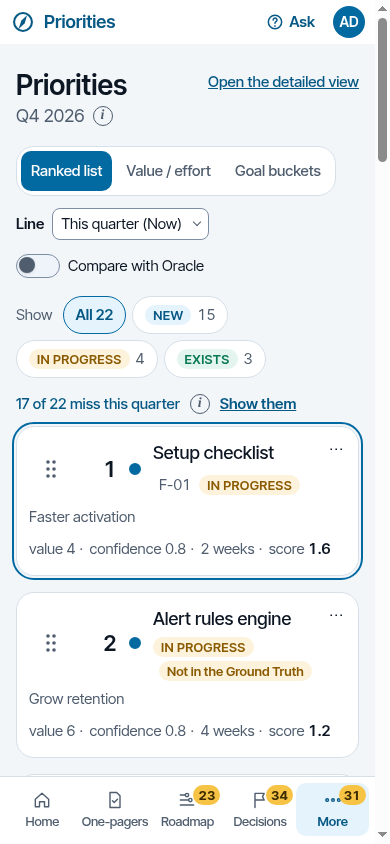 Priorities
Ask
AD
Priorities
Open the detailed view
Q4 2026 i
Ranked list
Value / effort
Goal buckets
Line This quarter (Now)
Compare with Oracle
Show All 22 NEW 15
IN PROGRESS 4 EXISTS 3
17 of 22 miss this quarter i Show them
1 Setup checklist ...
F-01 IN PROGRESS
Faster activation
value 4 · confidence 0.8 · 2 weeks · score 1.6
2 Alert rules engine ...
IN PROGRESS
Not in the Ground Truth
Grow retention
value 6 · confidence 0.8 · 4 weeks · score 1.2
23 34 31
Home One-pagers Roadmap Decisions More